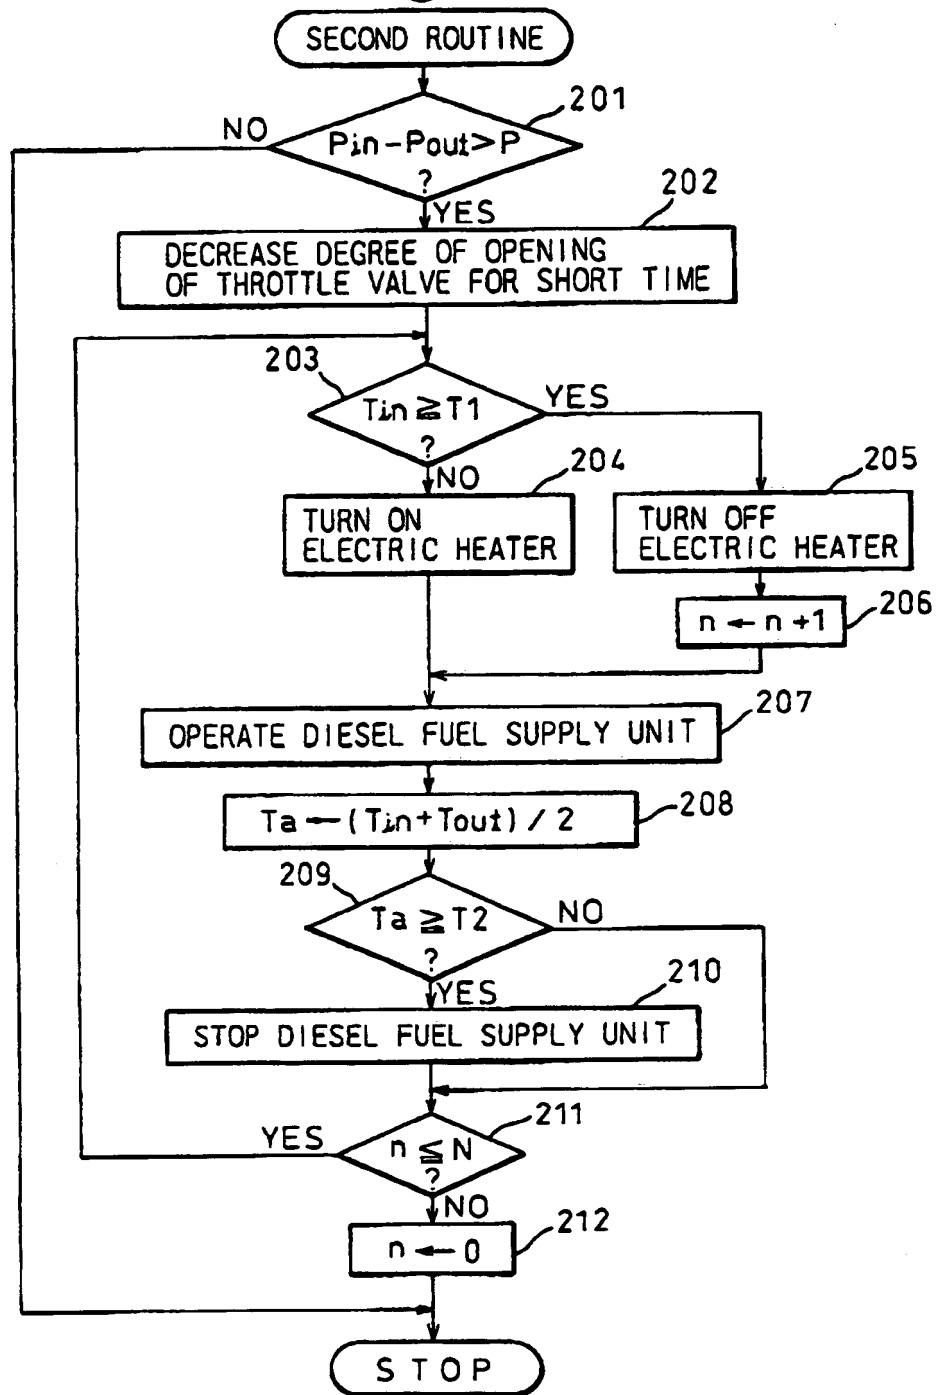 SECOND ROUTINE
201
NO
Pin-Pout>P
?
YES
202
DECREASE DEGREE OF OPENING
OF THROTTLE VALVE FOR SHORT TIME
203
Tin≧T1
?
YES
NO
204
TURN ON
ELECTRIC HEATER
205
TURN OFF
ELECTRIC HEATER
206
n←n+1
207
OPERATE DIESEL FUEL SUPPLY UNIT
208
Ta←(Tin+Tout)/2
209
Ta≧T2
?
NO
YES
210
STOP DIESEL FUEL SUPPLY UNIT
211
YES
n≦N
?
NO
212
n←0
STOP